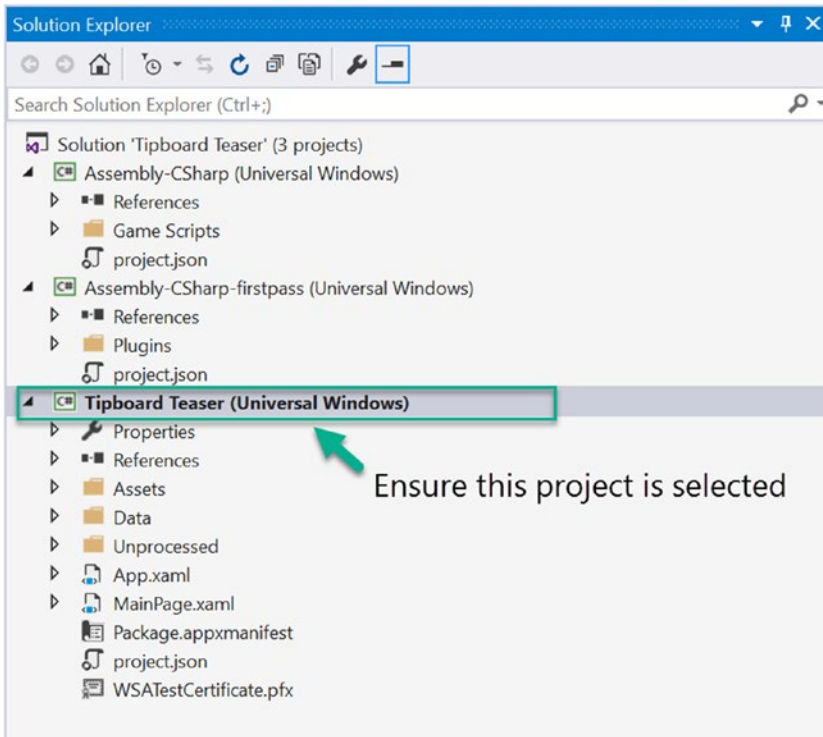 Solution Explorer
Search Solution Explorer (Ctrl+;)
Solution 'Tipboard Teaser' (3 projects)
C# Assembly-CSharp (Universal Windows)
References
Game Scripts
project.json
C# Assembly-CSharp-firstpass (Universal Windows)
References
Plugins
project.json
C# Tipboard Teaser (Universal Windows)
Properties
References
Ensure this project is selected
Assets
Data
Unprocessed
App.xaml
MainPage.xaml
Package.appxmanifest
project.json
WSATestCertificate.pfx